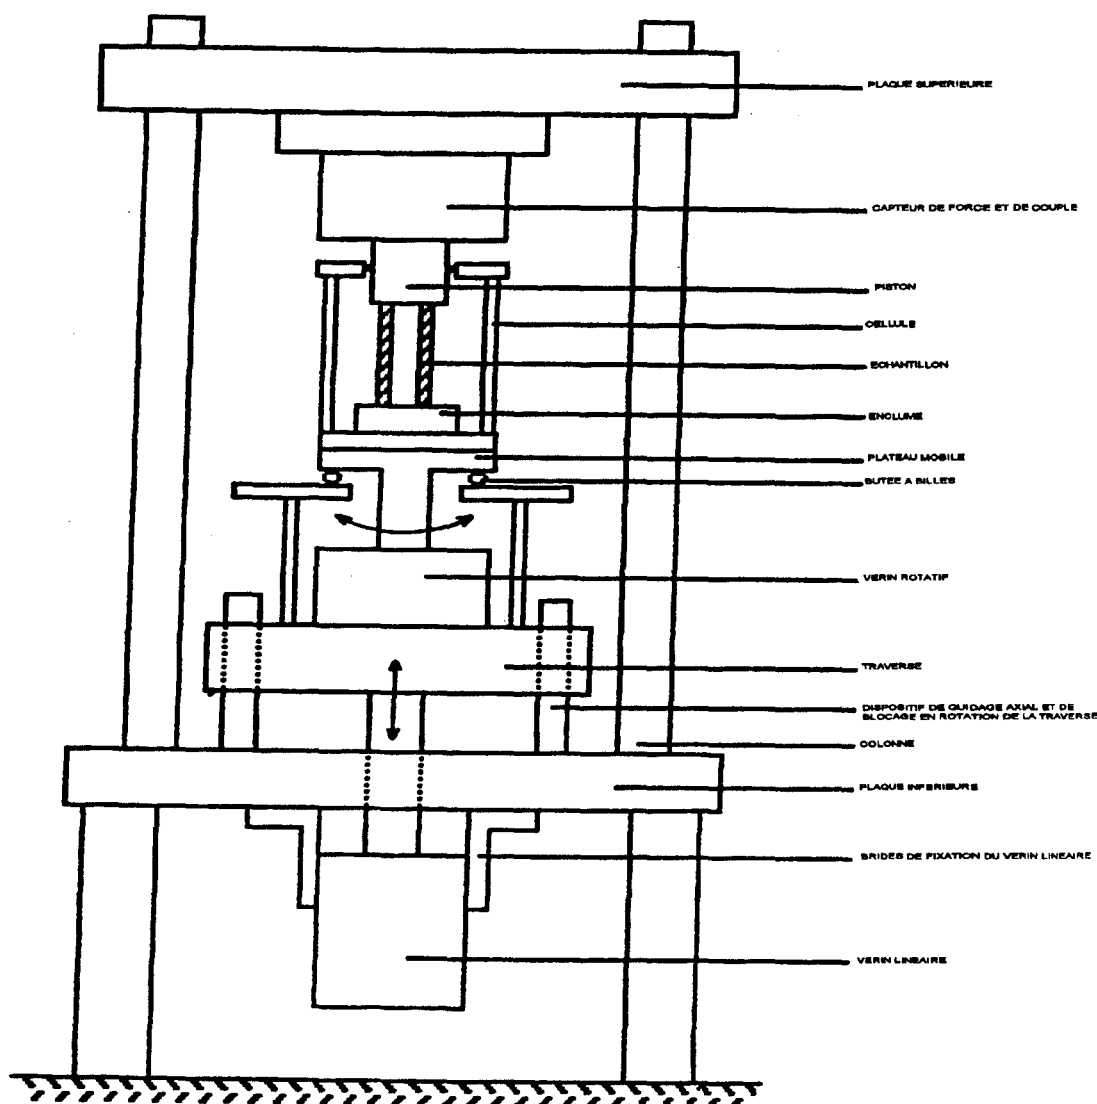 PLAQUE SUPERIEURE
CAPTEUR DE FORCE ET DE COUPLE
PISTON
CELLULE
ECHANTILLON
ENCLUME
PLATEAU MOBILE
BUTEE A BILLES
VERIN ROTATIF
TRAVERSE
DISPOSITIF DE GUIDAGE AXIAL ET DE
BLOCAGE EN ROTATION DE LA TRAVERSE
COLONNE
PLAQUE INFERIEURE
BRIDES DE FIXATION DU VERIN LINEAIRE
VERIN LINEAIRE